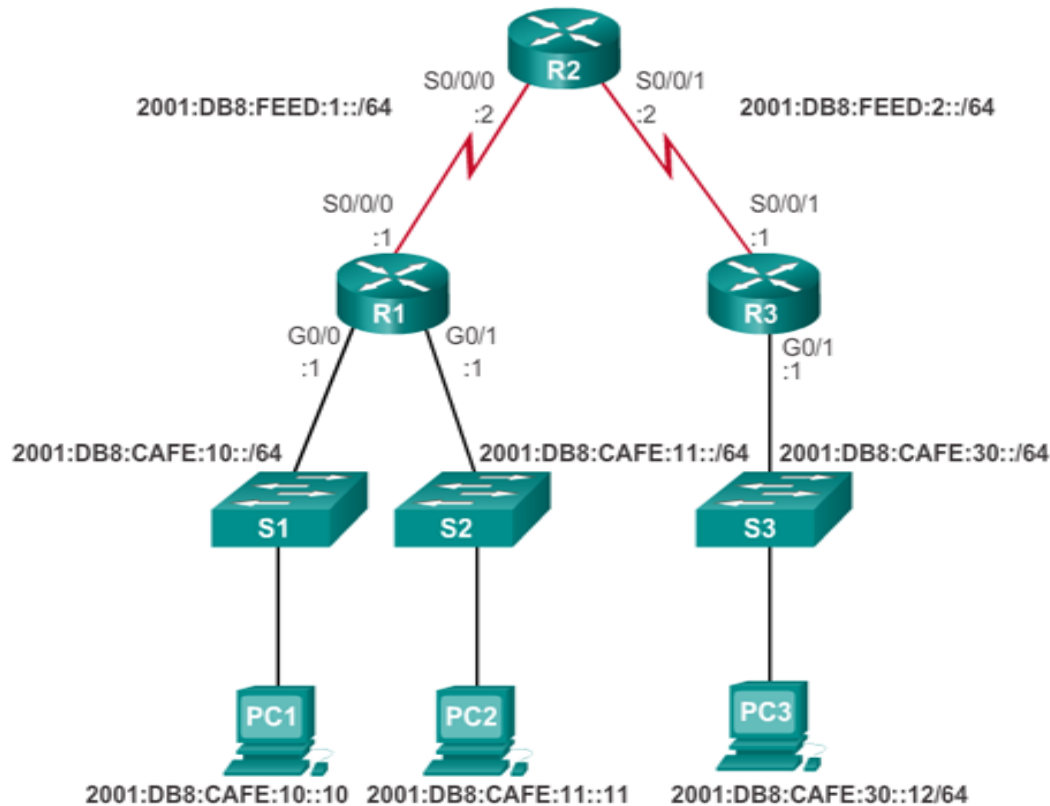 R2
S0/0/0
S0/0/1
2001:DB8:FEED:1::/64
:2
:2
2001:DB8:FEED:2::/64
S0/0/0
S0/0/1
:1
:1
R1
R3
G0/0
G0/1
G0/1
:1
:1
:1
2001:DB8:CAFE:10::/64
2001:DB8:CAFE:11::/64
2001:DB8:CAFE:30::/64
S1
S2
S3
PC1
PC2
PC3
2001:DB8:CAFE:10::10
2001:DB8:CAFE:11::11
2001:DB8:CAFE:30::12/64